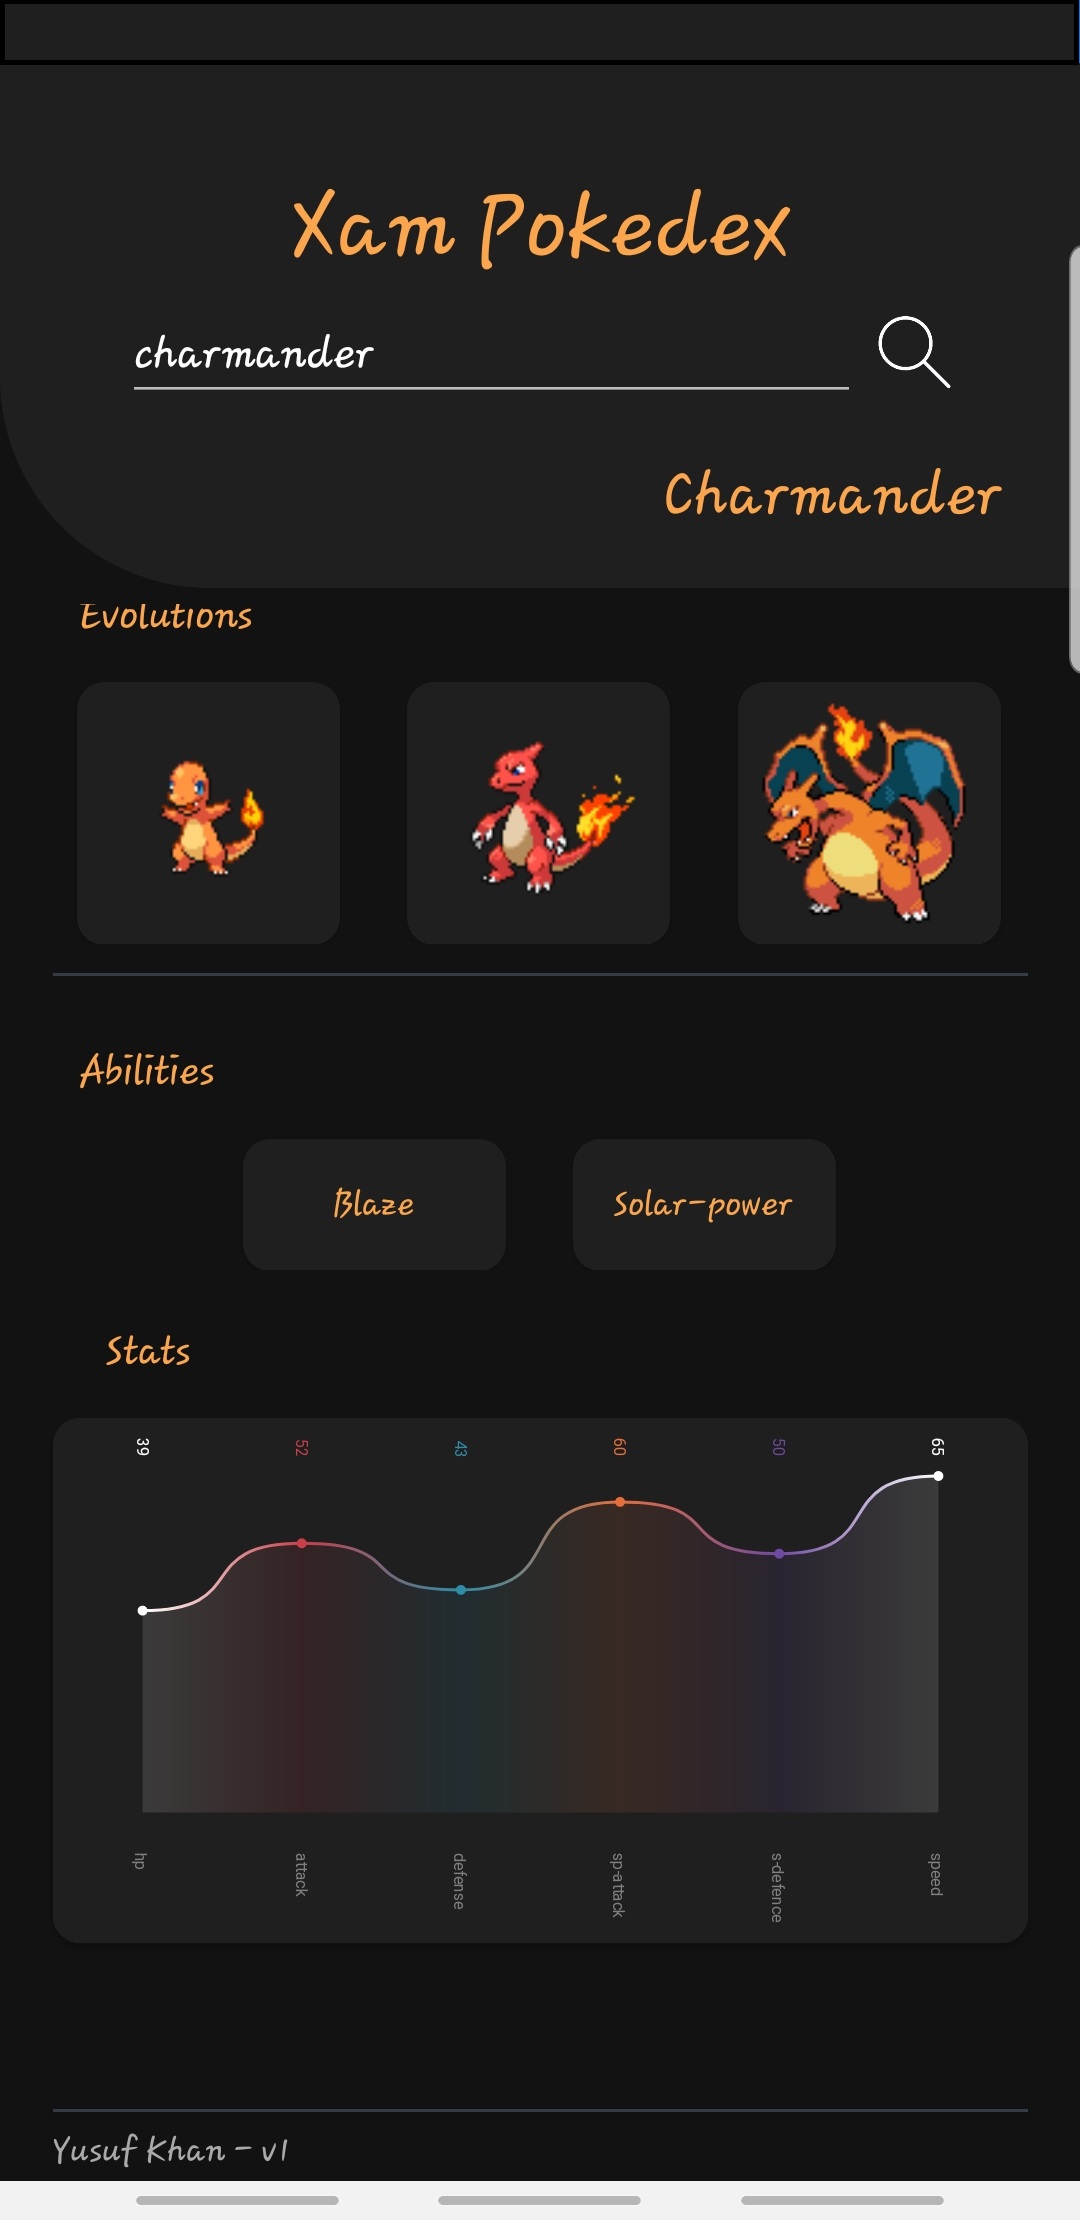 Xam Pokedex
charmander
Charmander
Evolutions
Abilities
Blaze
Solar-power
Stats
39 52 43 60 50 65
hp attack defense sp-attack s-defence speed
Yusuf Khan - v1